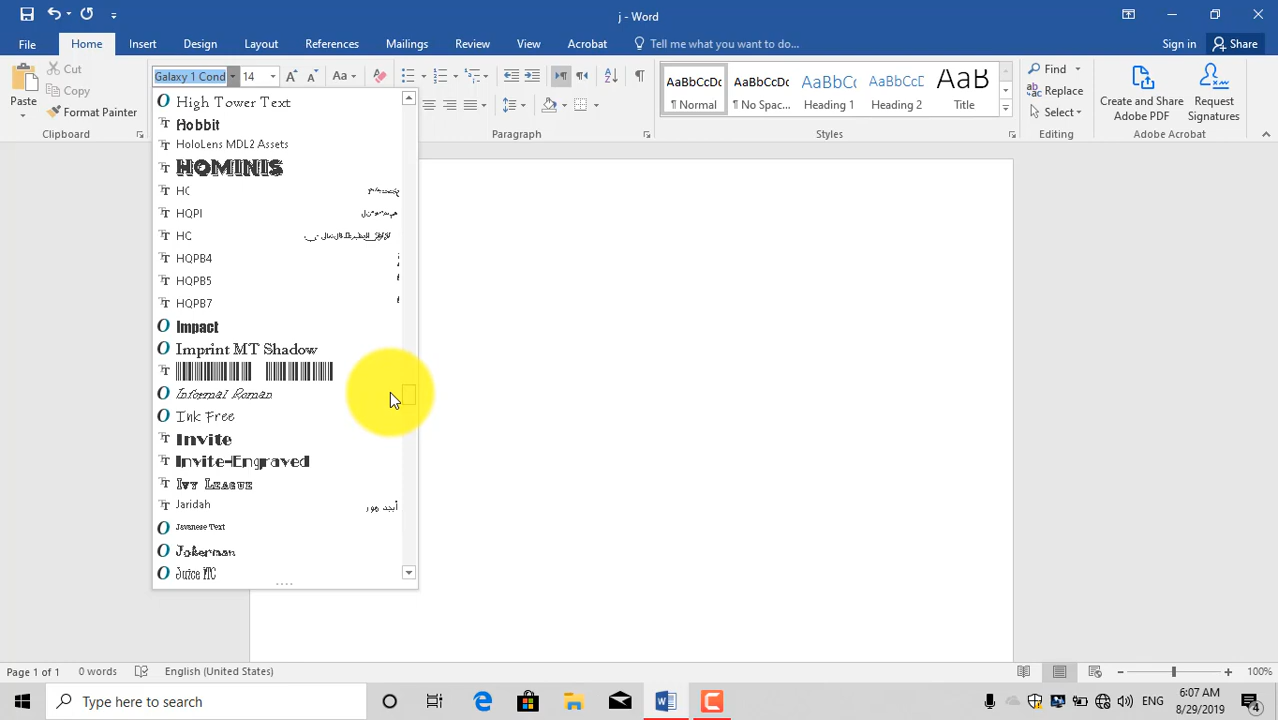 j - Word
File Home Insert Design Layout References Mailings Review View Acrobat Tell me what you want to do... Sign in Share
Paste
Cut
Copy
Format Painter
Clipboard
Galaxy 1 Cond 14 Aa
Paragraph
AaBbCcDc AaBbCcDc AaBbCc AaBbCcDc AaB
¶ Normal ¶ No Spac... Heading 1 Heading 2 Title
Styles
Find
Replace
Select
Editing
Create and Share Adobe PDF
Request Signatures
Adobe Acrobat
High Tower Text
Hobbit
HoloLens MDL2 Assets
HOMINIS
HC
HQPI
HC
HQPB4
HQPB5
HQPB7
Impact
Imprint MT Shadow
Informal Roman
Ink Free
Invite
Invite-Engraved
Ivy League
Jaridah أبجد هوز
Javanese Text
Jokerman
Juice ITC
Page 1 of 1 0 words English (United States) 100%
Type here to search
ENG
6:07 AM
8/29/2019
4